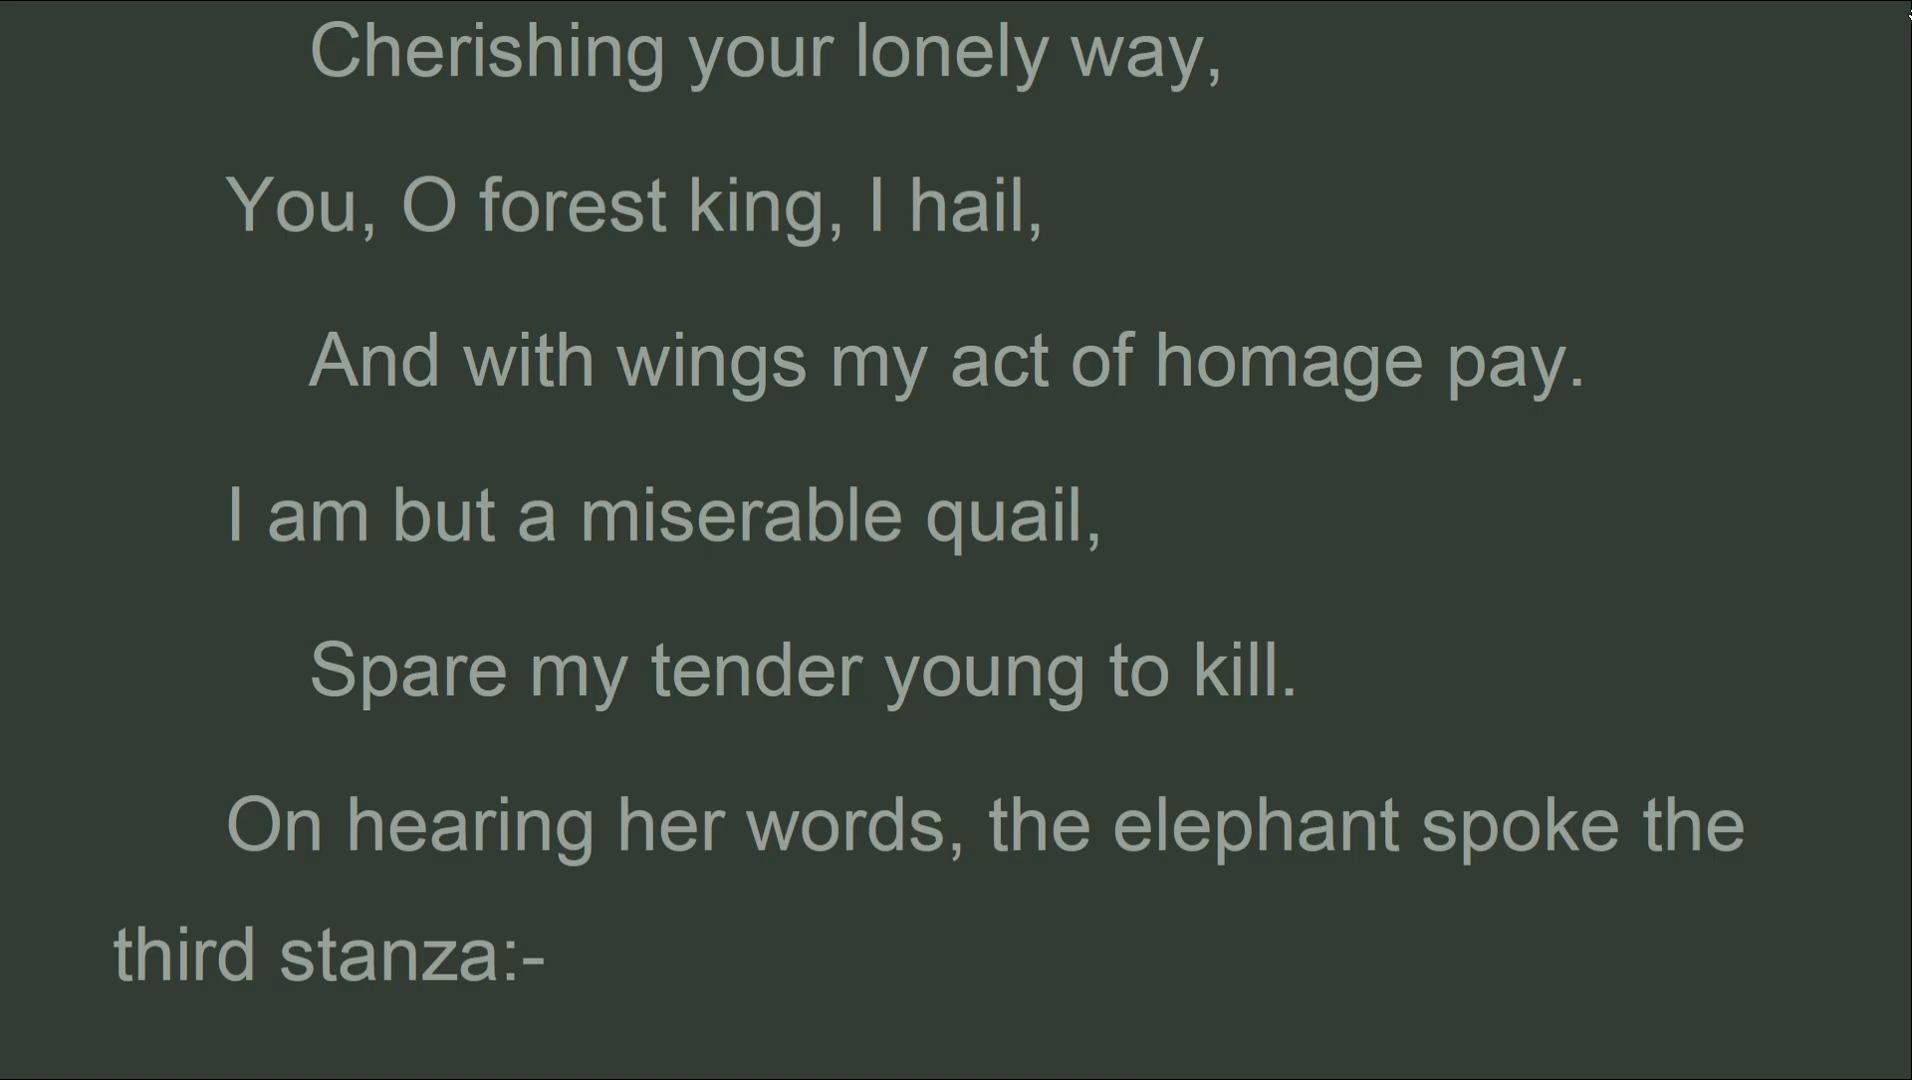 Cherishing your lonely way,
You, O forest king, I hail,
And with wings my act of homage pay.
I am but a miserable quail,
Spare my tender young to kill.
On hearing her words, the elephant spoke the
third stanza:-